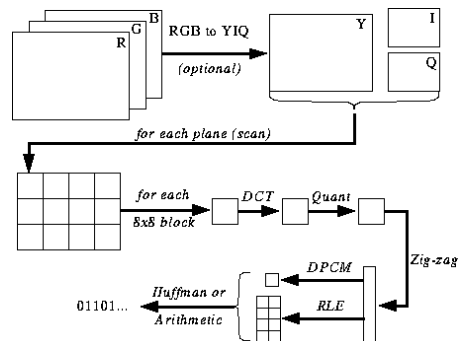 B
G
R
RGB to YIQ
(optional)
Y
I
Q
for each plane (scan)
for each
8x8 block
DCT
Quant
Zig-zag
DPCM
RLE
Huffman or
Arithmetic
01101...